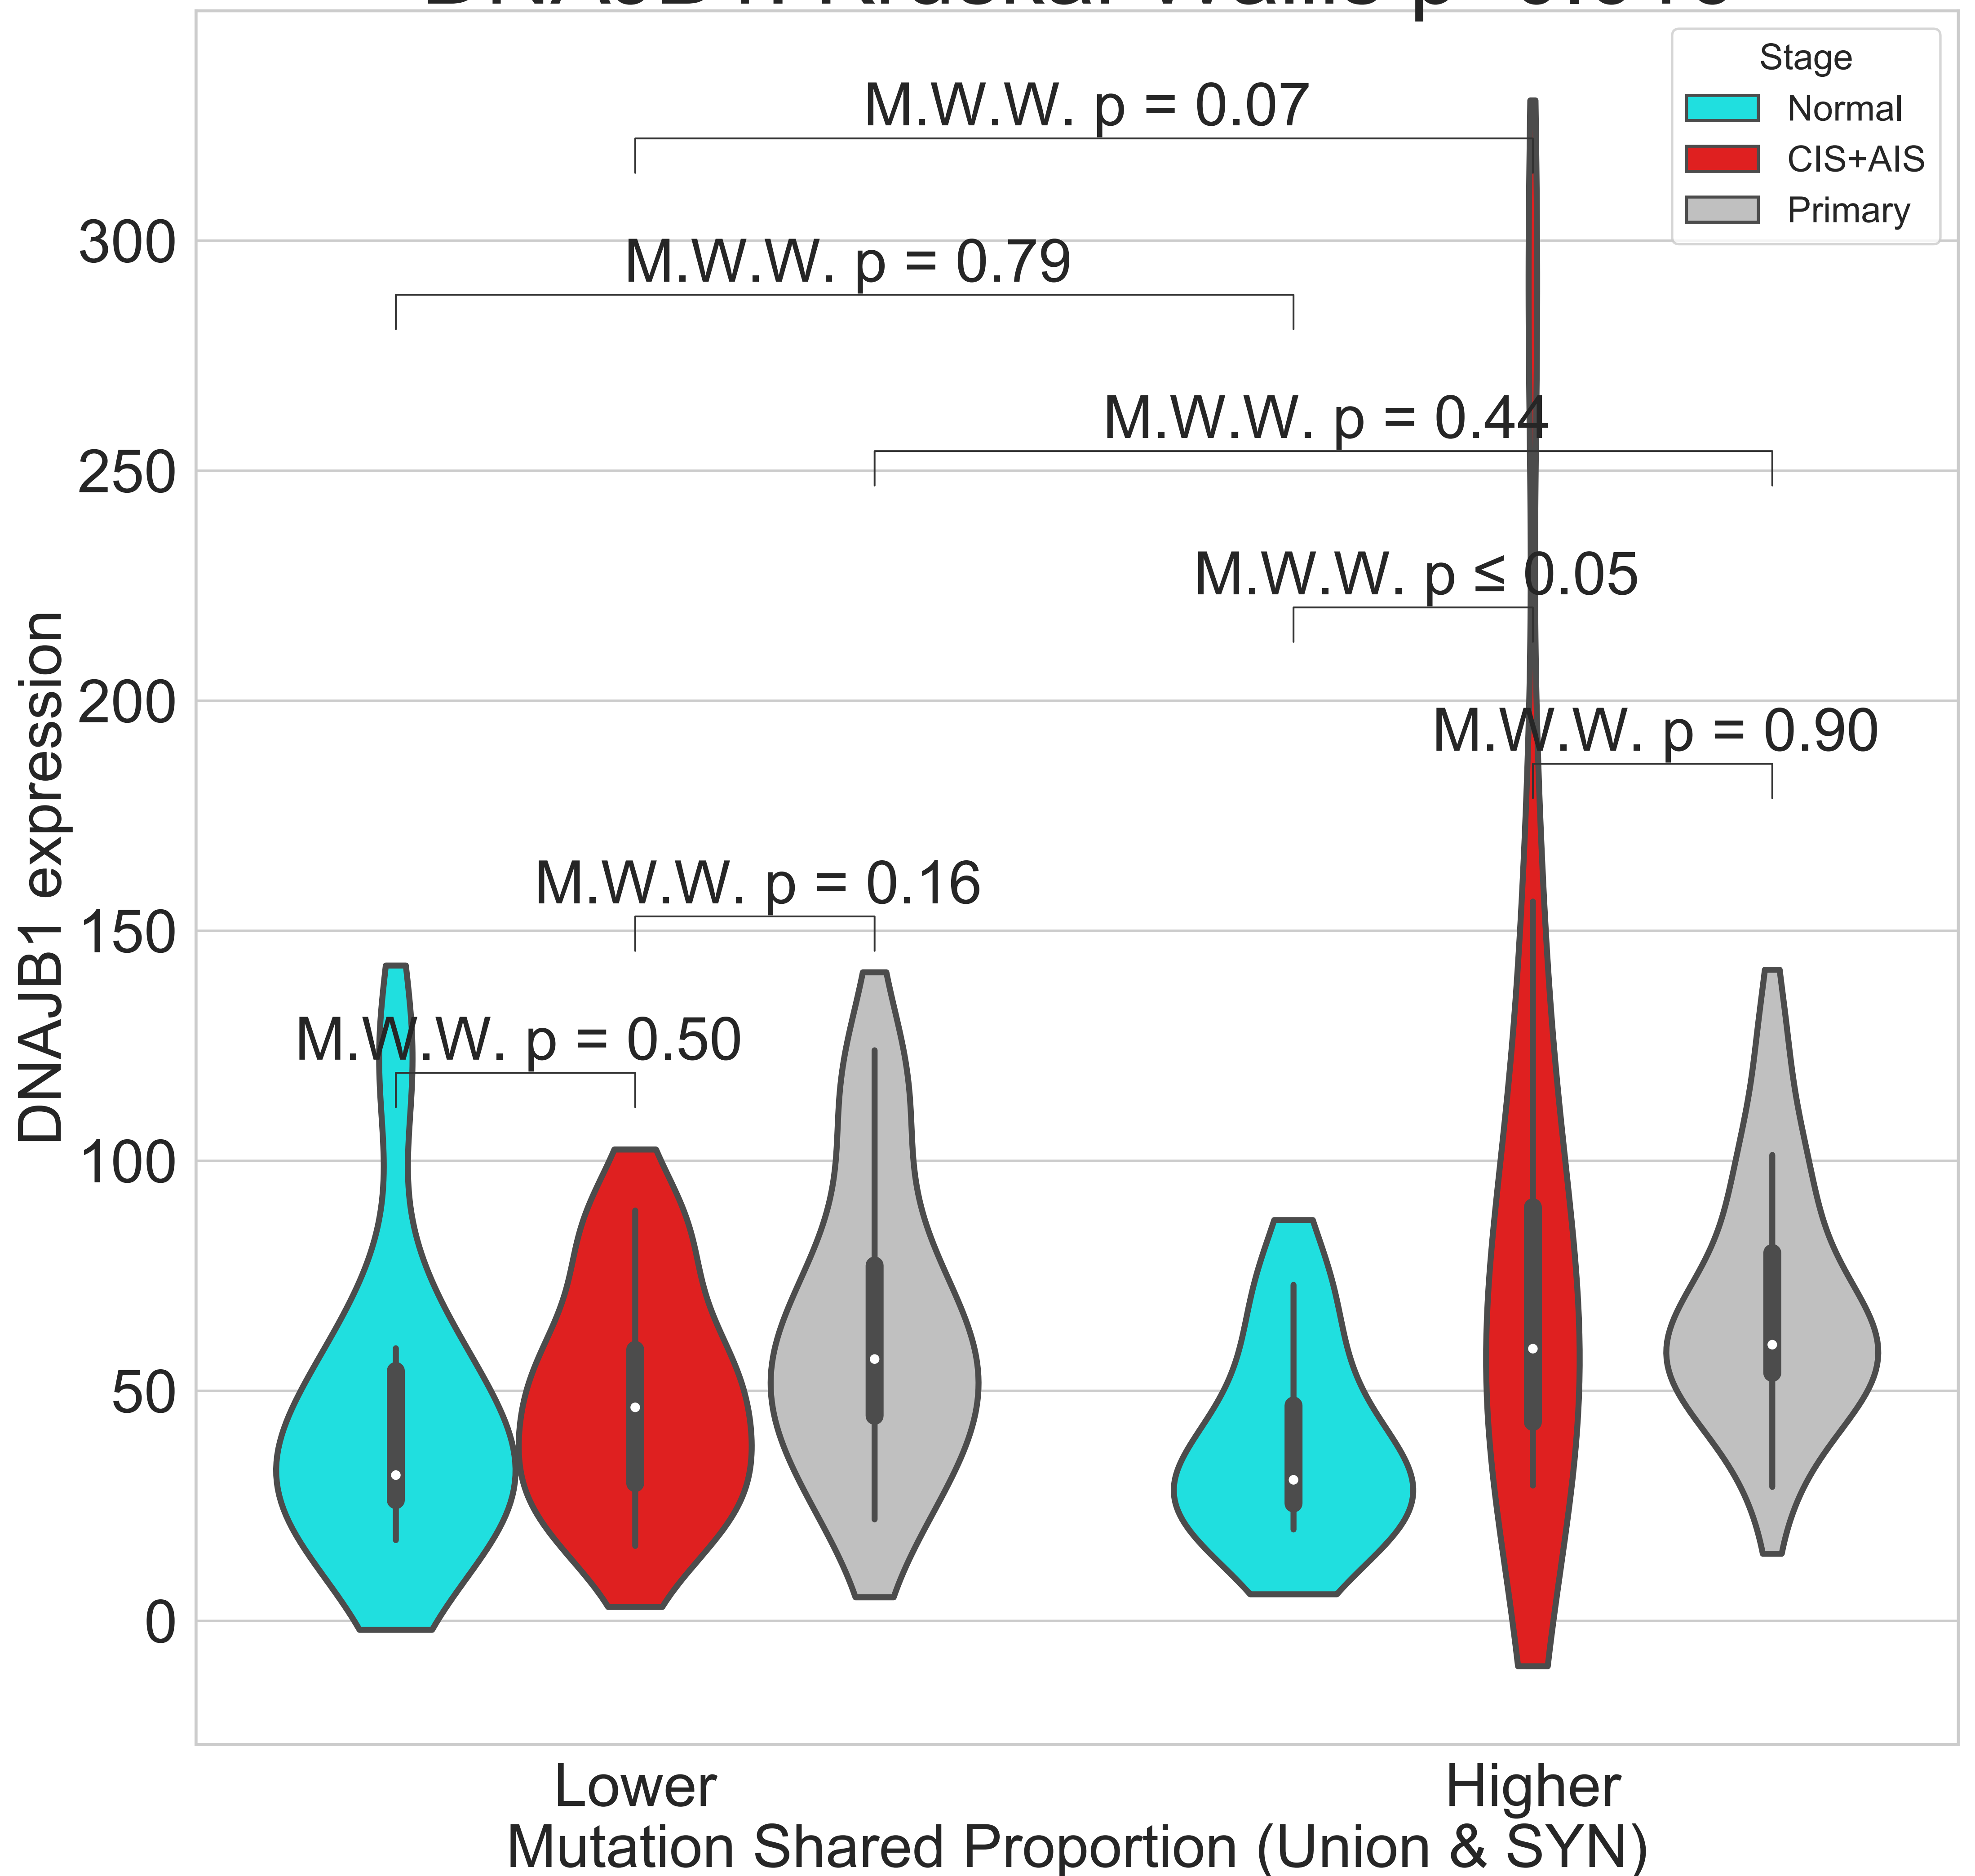 Stage
Normal
CIS+AIS
Primary
M.W.W. p = 0.07
M.W.W. p = 0.79
M.W.W. p = 0.44
M.W.W. p ≤ 0.05
M.W.W. p = 0.90
M.W.W. p = 0.16
M.W.W. p = 0.50
DNAJB1 expression
300
250
200
150
100
50
0
Lower
Higher
Mutation Shared Proportion (Union & SYN)